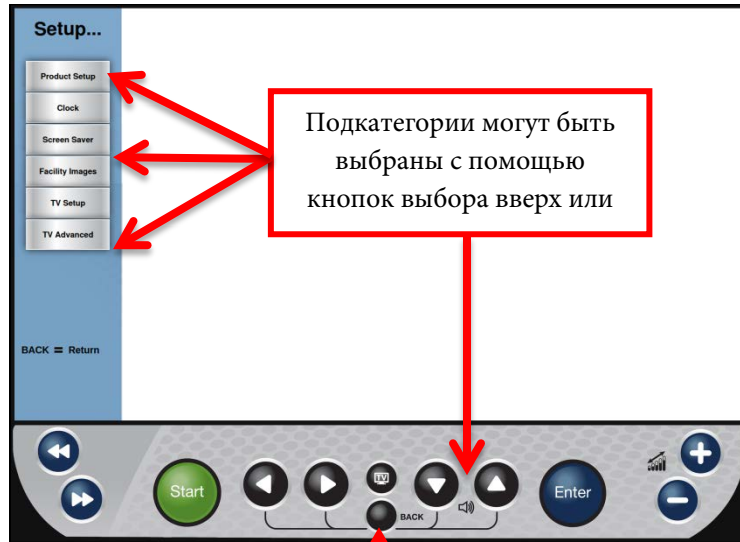 Setup...
Product Setup
Clock
Screen Saver
Facility Images
TV Setup
TV Advanced
BACK = Return
Подкатегории могут быть
выбраны с помощью
кнопок выбора вверх или
Start
TV
BACK
Enter